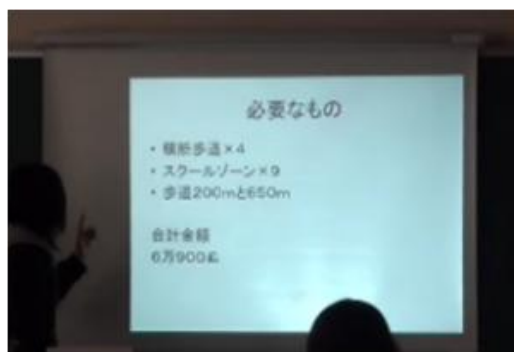 必要なもの
・横断歩道×4
・スクールゾーン×9
・歩道200mと650m
合計金額
6万900